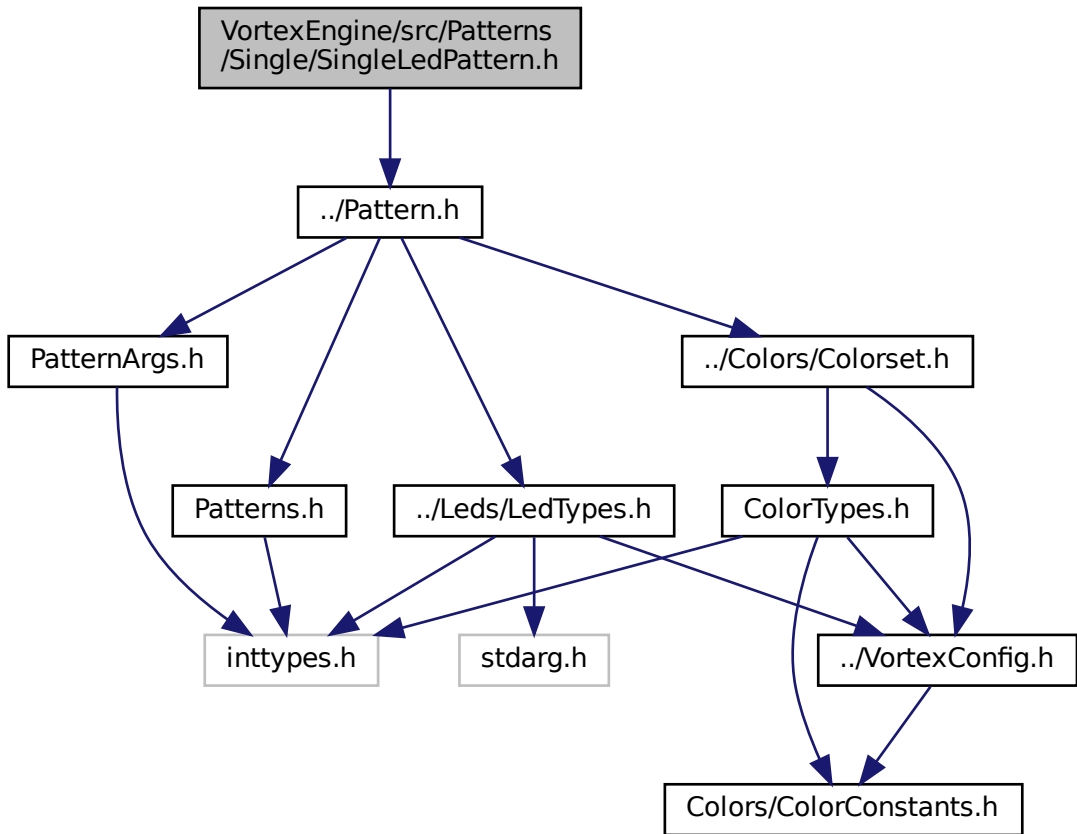 VortexEngine/src/Patterns
/Single/SingleLedPattern.h
../Pattern.h
PatternArgs.h
../Colors/Colorset.h
Patterns.h
../Leds/LedTypes.h
ColorTypes.h
inttypes.h
stdarg.h
../VortexConfig.h
Colors/ColorConstants.h